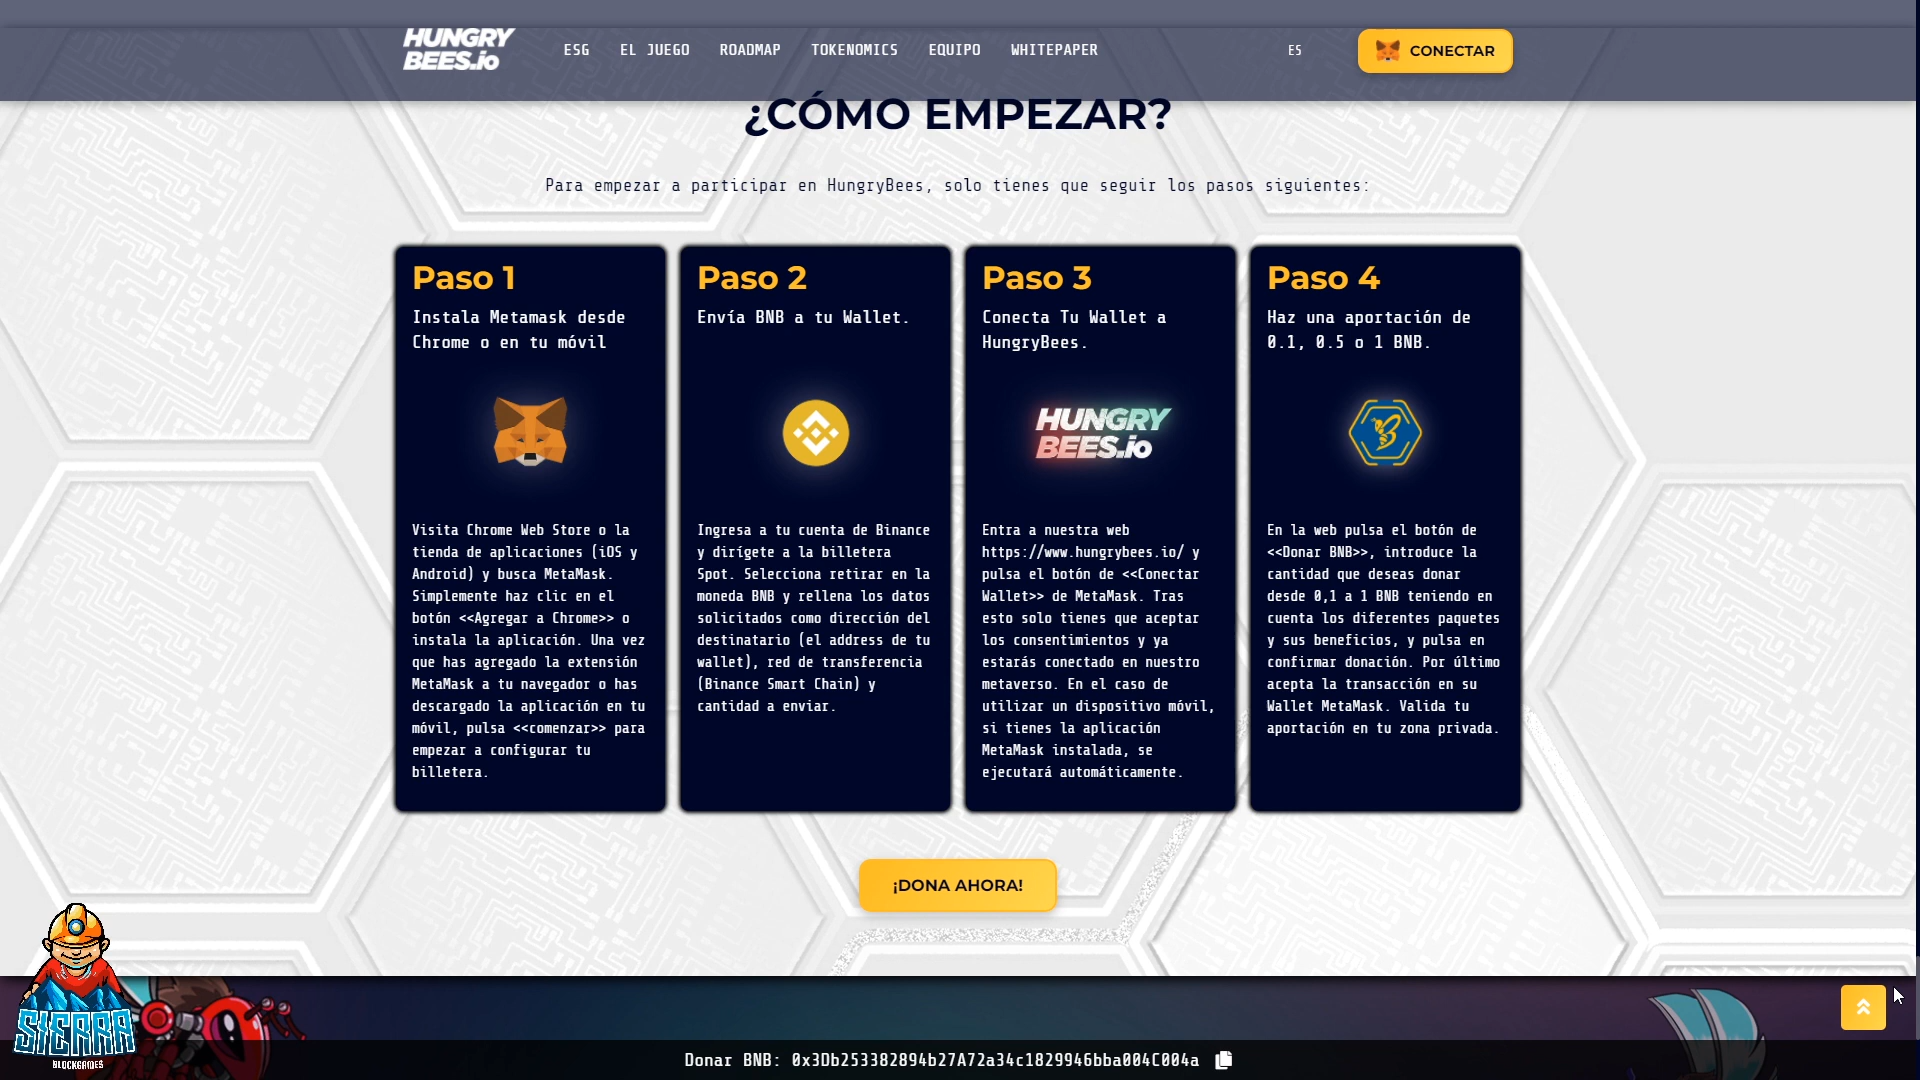 HUNGRY
BEES.io
ESG
EL JUEGO
ROADMAP
TOKENOMICS
EQUIPO
WHITEPAPER
ES
CONECTAR
¿CÓMO EMPEZAR?
Para empezar a participar en HungryBees, solo tienes que seguir los pasos siguientes:
Paso 1
Instala Metamask desde
Chrome o en tu móvil
Visita Chrome Web Store o la
tienda de aplicaciones (iOS y
Android) y busca MetaMask.
Simplemente haz clic en el
botón <<Agregar a Chrome>> o
instala la aplicación. Una vez
que has agregado la extensión
MetaMask a tu navegador o has
descargado la aplicación en tu
móvil, pulsa <<comenzar>> para
empezar a configurar tu
billetera.
Paso 2
Envía BNB a tu Wallet.
Ingresa a tu cuenta de Binance
y dirígete a la billetera
Spot. Selecciona retirar en la
moneda BNB y rellena los datos
solicitados como dirección del
destinatario (el address de tu
wallet), red de transferencia
(Binance Smart Chain) y
cantidad a enviar.
Paso 3
Conecta Tu Wallet a
HungryBees.
HUNGRY
BEES.io
Entra a nuestra web
https://www.hungrybees.io/ y
pulsa el botón de <<Conectar
Wallet>> de MetaMask. Tras
esto solo tienes que aceptar
los consentimientos y ya
estarás conectado en nuestro
metaverso. En el caso de
utilizar un dispositivo móvil,
si tienes la aplicación
MetaMask instalada, se
ejecutará automáticamente.
Paso 4
Haz una aportación de
0.1, 0.5 o 1 BNB.
En la web pulsa el botón de
<<Donar BNB>>, introduce la
cantidad que deseas donar
desde 0,1 a 1 BNB teniendo en
cuenta los diferentes paquetes
y sus beneficios, y pulsa en
confirmar donación. Por último
acepta la transacción en su
Wallet MetaMask. Valida tu
aportación en tu zona privada.
¡DONA AHORA!
SIERRA
BLOCKGAMES
Donar BNB: 0x3Db253382894b27A72a34c1829946bba004C004a